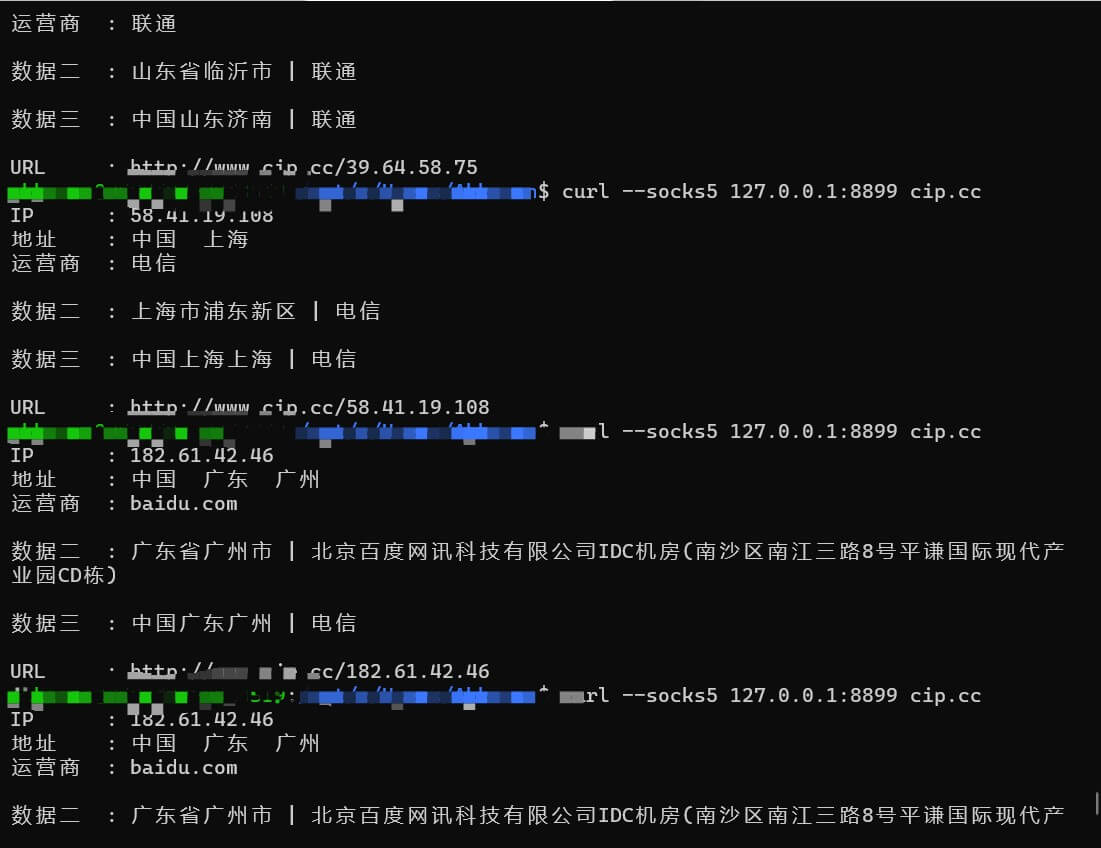 运营商 : 联通
数据二 : 山东省临沂市 | 联通
数据三 : 中国山东济南 | 联通
URL : http://www.cip.cc/39.64.58.75
$ curl --socks5 127.0.0.1:8899 cip.cc
IP : 58.41.19.108
地址 : 中国 上海
运营商 : 电信
数据二 : 上海市浦东新区 | 电信
数据三 : 中国上海上海 | 电信
URL : http://www.cip.cc/58.41.19.108
--socks5 127.0.0.1:8899 cip.cc
IP : 182.61.42.46
地址 : 中国 广东 广州
运营商 : baidu.com
数据二 : 广东省广州市 | 北京百度网讯科技有限公司IDC机房(南沙区南江三路8号平谦国际现代产
业园CD栋)
数据三 : 中国广东广州 | 电信
URL : cc/182.61.42.46
--socks5 127.0.0.1:8899 cip.cc
IP : 182.61.42.46
地址 : 中国 广东 广州
运营商 : baidu.com
数据二 : 广东省广州市 | 北京百度网讯科技有限公司IDC机房(南沙区南江三路8号平谦国际现代产